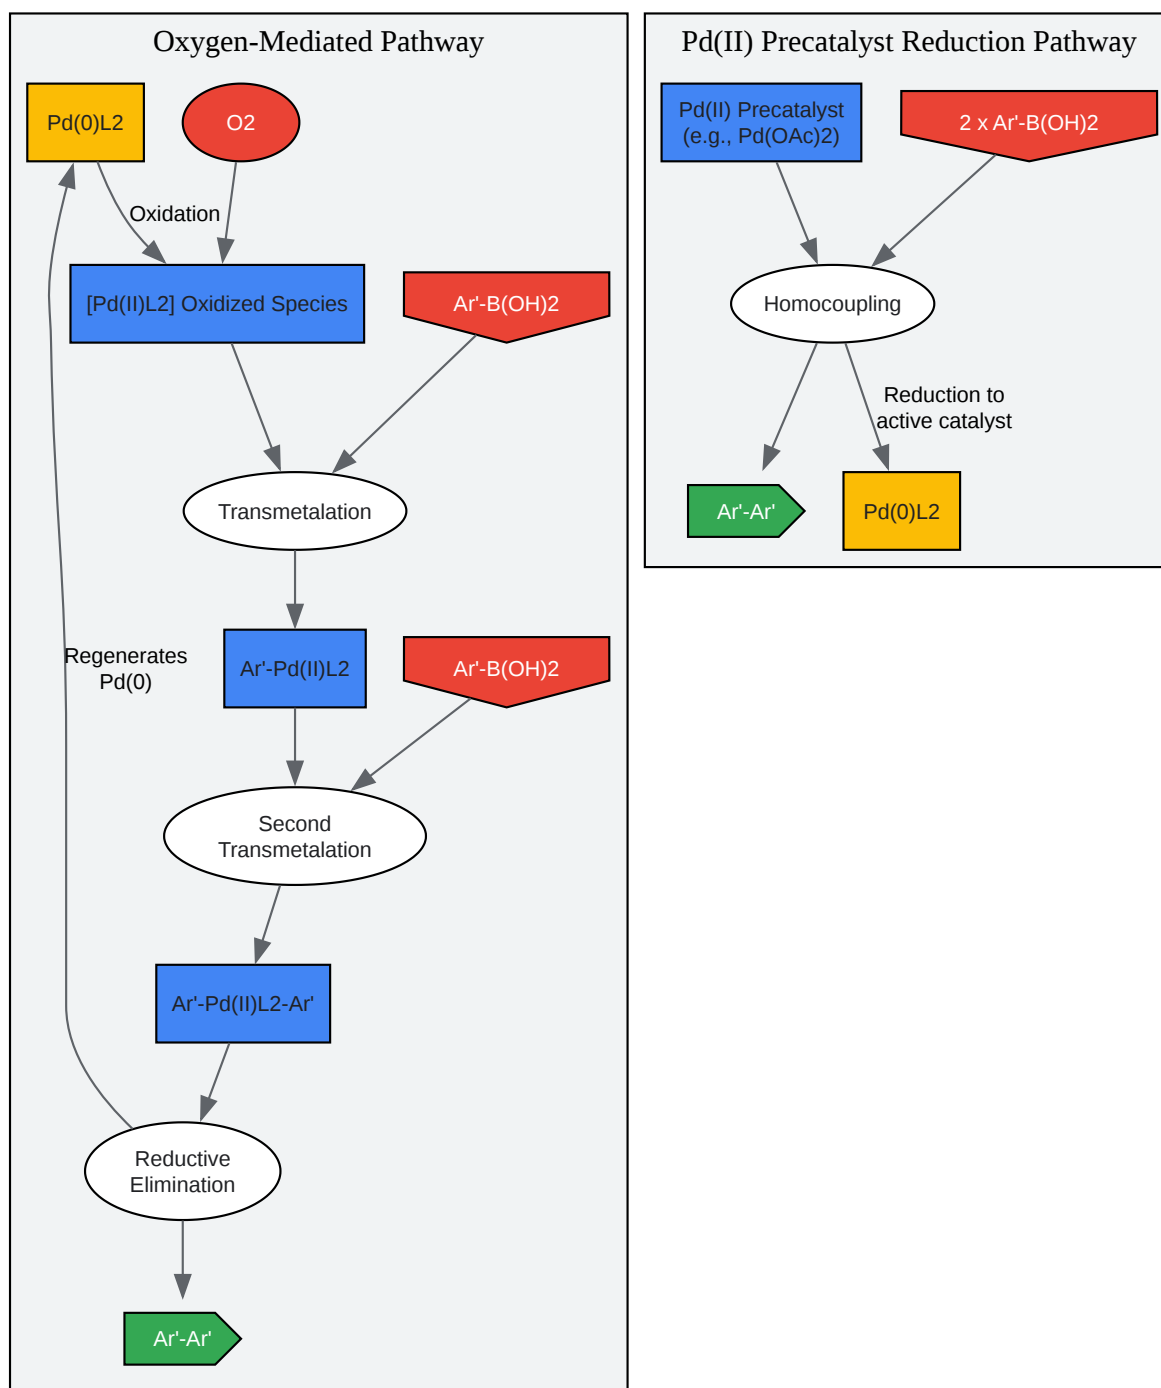 Oxygen-Mediated Pathway
Pd(0)L2
O2
Oxidation
[Pd(II)L2] Oxidized Species
Ar'-B(OH)2
Transmetalation
Regenerates
Pd(0)
Ar'-Pd(II)L2
Ar'-B(OH)2
Second
Transmetalation
Ar'-Pd(II)L2-Ar'
Reductive
Elimination
Ar'-Ar'
Pd(II) Precatalyst Reduction Pathway
Pd(II) Precatalyst
(e.g., Pd(OAc)2)
2 x Ar'-B(OH)2
Homocoupling
Reduction to
active catalyst
Ar'-Ar'
Pd(0)L2